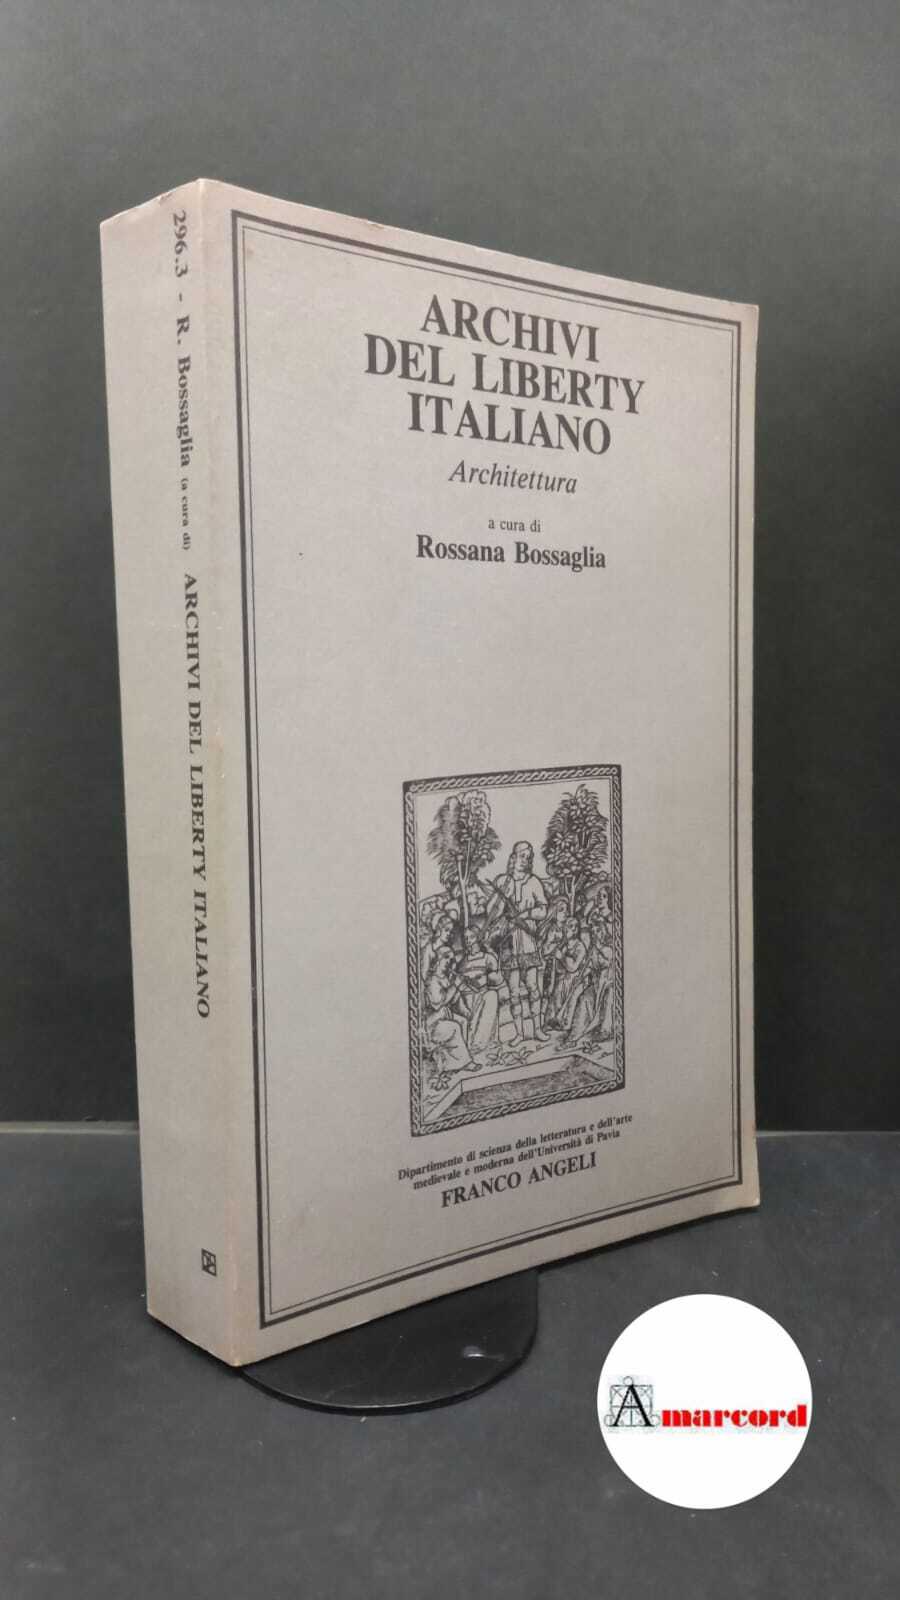 296.3 - R. Bossaglia (a cura di) ARCHIVI DEL LIBERTY ITALIANO
ARCHIVI
DEL LIBERTY
ITALIANO
Architettura
a cura di
Rossana Bossaglia
Dipartimento di scienza della letteratura e dell'arte
medievale e moderna dell'Università di Pavia
FRANCO ANGELI
Amarcord